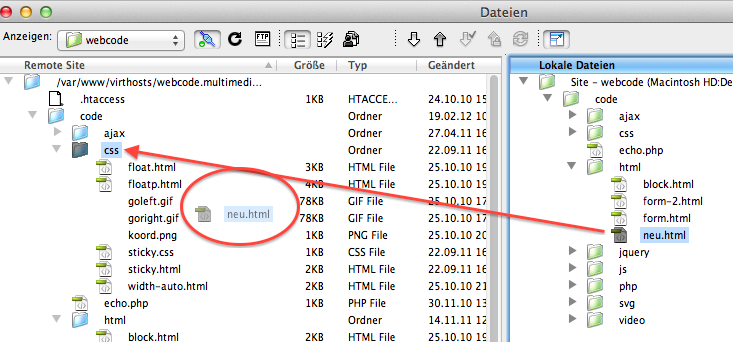 Dateien
Anzeigen: webcode
FTP
Remote Site Größe Typ Geändert
/var/www/virthosts/webcode.multimedi...
.htaccess 1KB HTACCE... 24.10.10 15
code Ordner 19.02.12 10
ajax Ordner 27.04.11 16
css Ordner 22.09.11 16
float.html 3KB HTML File 25.10.10 19
floatp.html 4KB HTML File 25.10.10 19
goleft.gif 78KB GIF File 25.10.10 19
goright.gif 78KB GIF File 25.10.10 19
neu.html
koord.png PNG File 25.10.10 20
sticky.css 1KB CSS File 22.09.11 16
sticky.html 2KB HTML File 22.09.11 16
width-auto.html 2KB HTML File 25.10.10 21
echo.php 1KB PHP File 30.11.10 13
html Ordner 14.11.11 12
block.html 2KB HTML File 25.10.10 19
Lokale Dateien
Site – webcode (Macintosh HD:De
code
ajax
css
echo.php
html
block.html
form-2.html
form.html
neu.html
jquery
js
php
svg
video